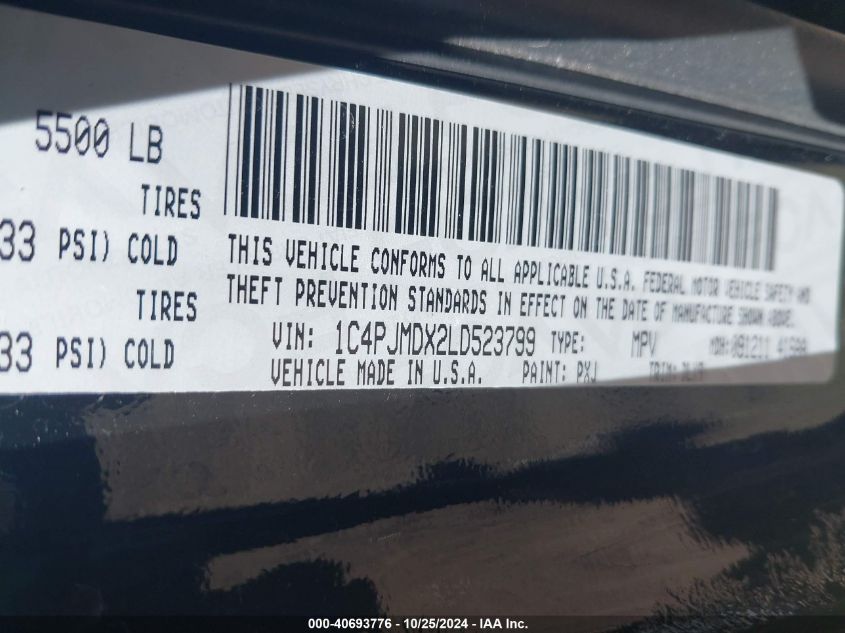 5500 LB
TIRES
33 PSI) COLD
TIRES
33 PSI) COLD
THIS VEHICLE CONFORMS TO ALL APPLICABLE U.S.A. FEDERAL MOTOR VEHICLE SAFETY AND
THEFT PREVENTION STANDARDS IN EFFECT ON THE DATE OF MANUFACTURE SHOWN ABOVE.
VIN: 1C4PJMDX2LD523799 TYPE: MPV MDH:
VEHICLE MADE IN U.S.A. PAINT: PXJ TRIM:
000-40693776 - 10/25/2024 - IAA Inc.